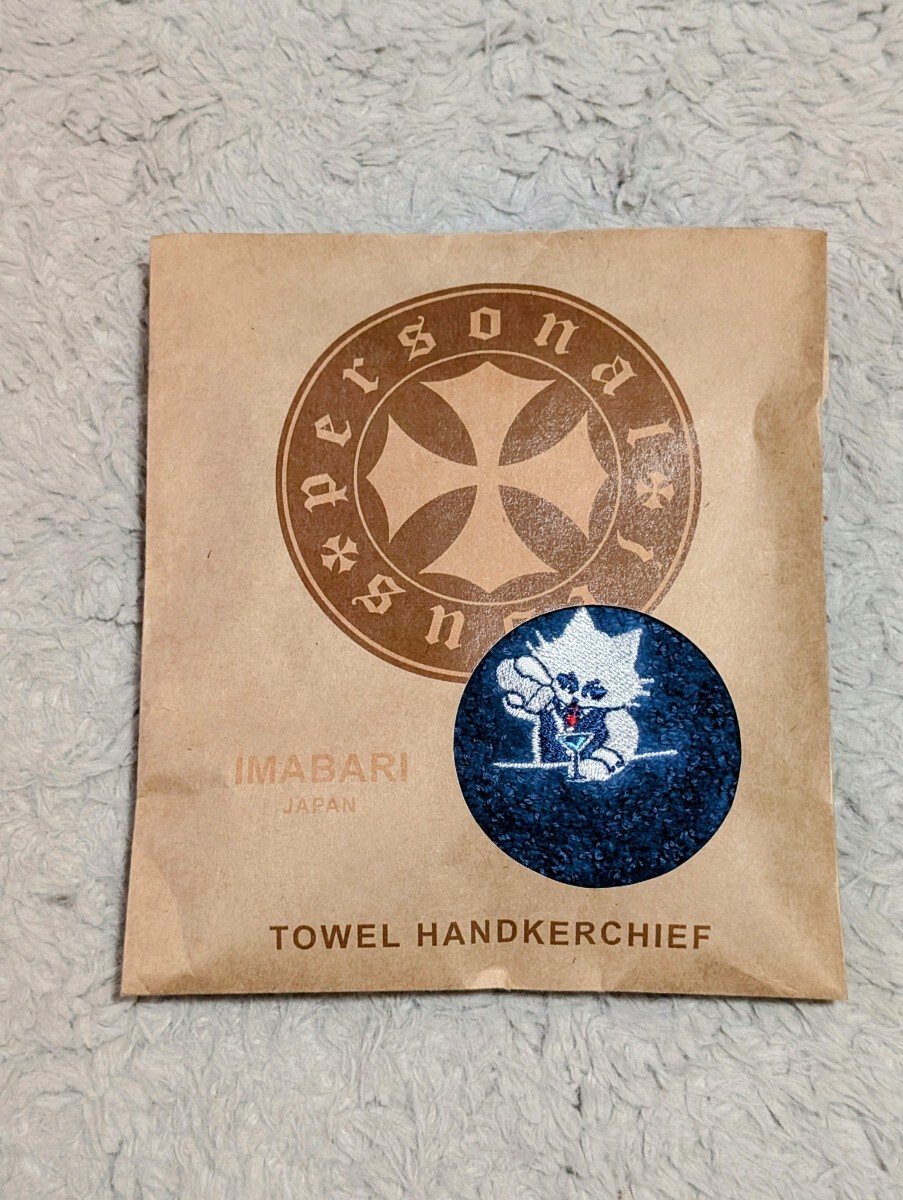 personal
IMABARI
JAPAN
TOWEL HANDKERCHIEF